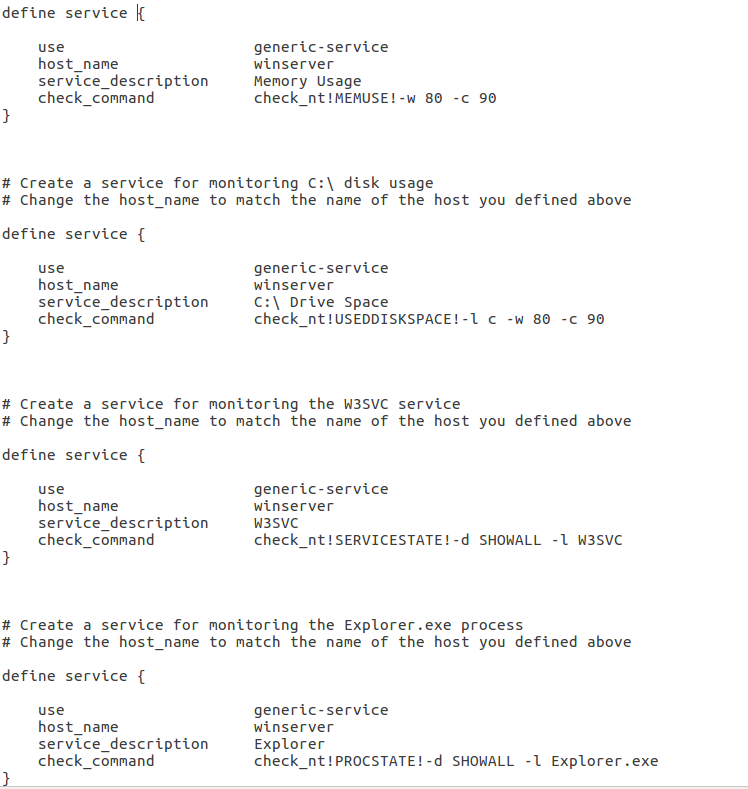 define service {
    use                     generic-service
    host_name               winserver
    service_description     Memory Usage
    check_command           check_nt!MEMUSE!-w 80 -c 90
}
# Create a service for monitoring C:\ disk usage
# Change the host_name to match the name of the host you defined above
define service {
    use                     generic-service
    host_name               winserver
    service_description     C:\ Drive Space
    check_command           check_nt!USEDDISKSPACE!-l c -w 80 -c 90
}
# Create a service for monitoring the W3SVC service
# Change the host_name to match the name of the host you defined above
define service {
    use                     generic-service
    host_name               winserver
    service_description     W3SVC
    check_command           check_nt!SERVICESTATE!-d SHOWALL -l W3SVC
}
# Create a service for monitoring the Explorer.exe process
# Change the host_name to match the name of the host you defined above
define service {
    use                     generic-service
    host_name               winserver
    service_description     Explorer
    check_command           check_nt!PROCSTATE!-d SHOWALL -l Explorer.exe
}